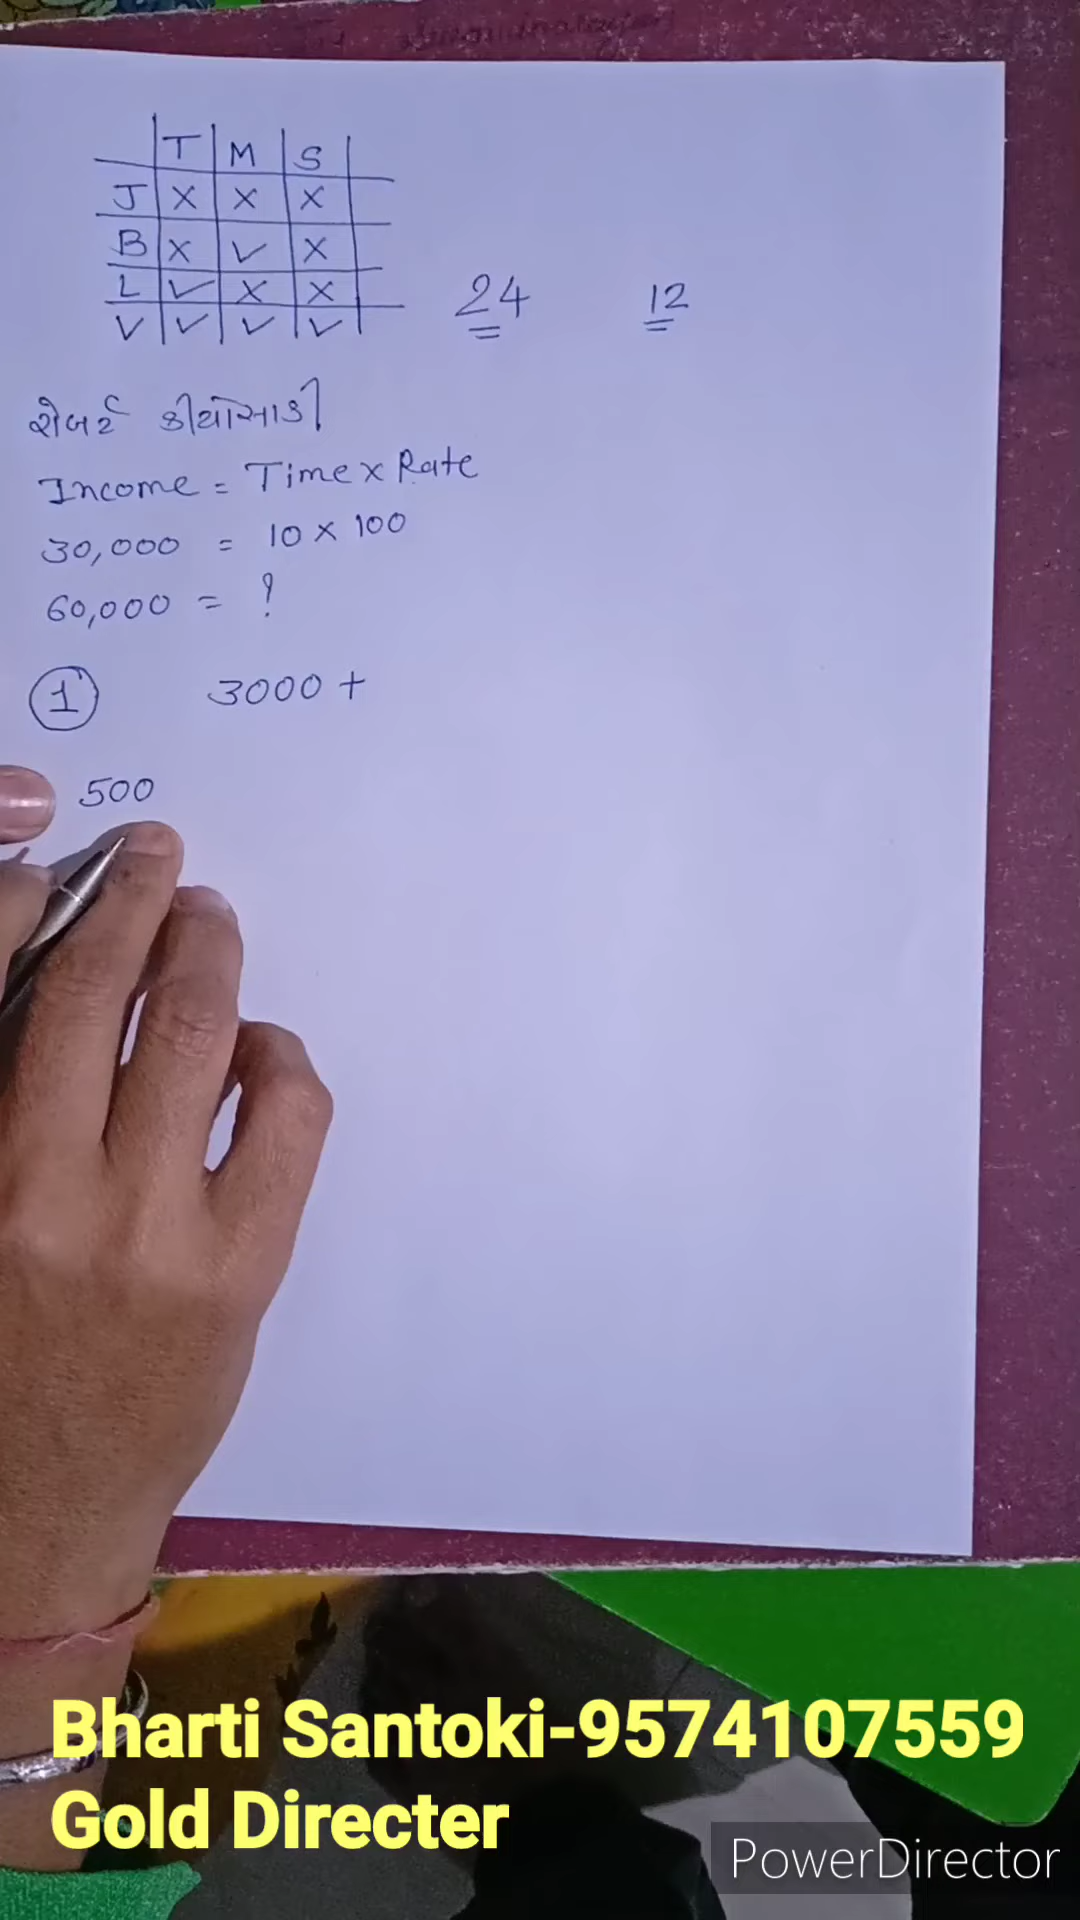 T M S
J X X X
B X ✓ X
L ✓ X X
V ✓ ✓ ✓
24 12
રોબર્ટ કીયોસાકી
Income = Time x Rate
30,000 = 10 x 100
60,000 = ?
1 3000 +
500
Bharti Santoki-9574107559
Gold Directer
PowerDirector